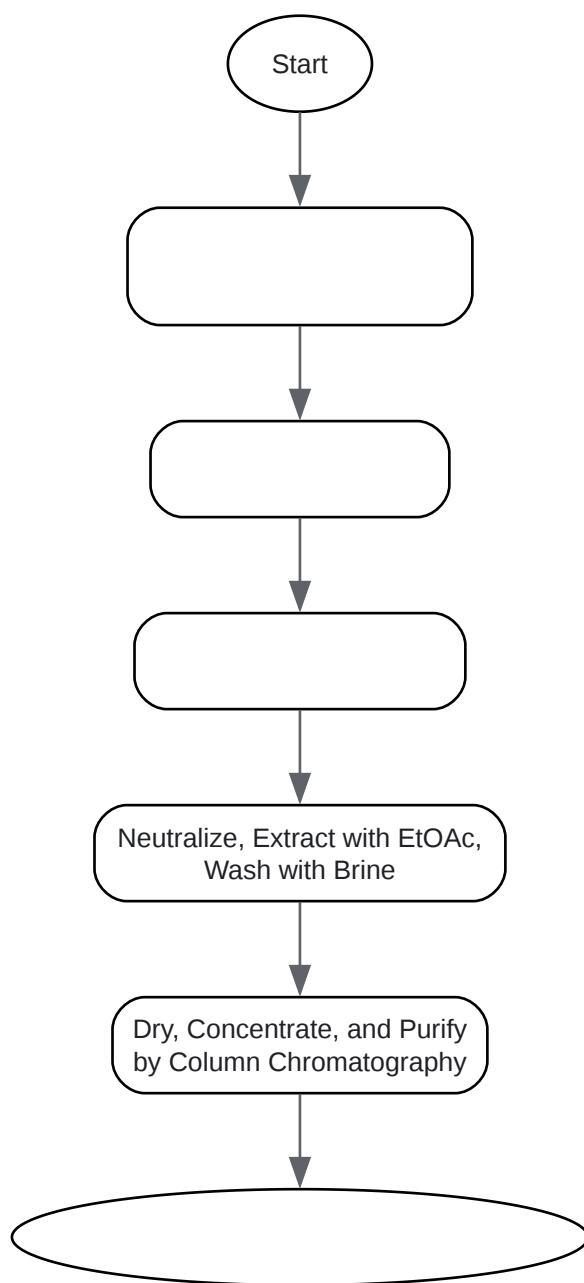 Start
Neutralize, Extract with EtOAc,
Wash with Brine
Dry, Concentrate, and Purify
by Column Chromatography